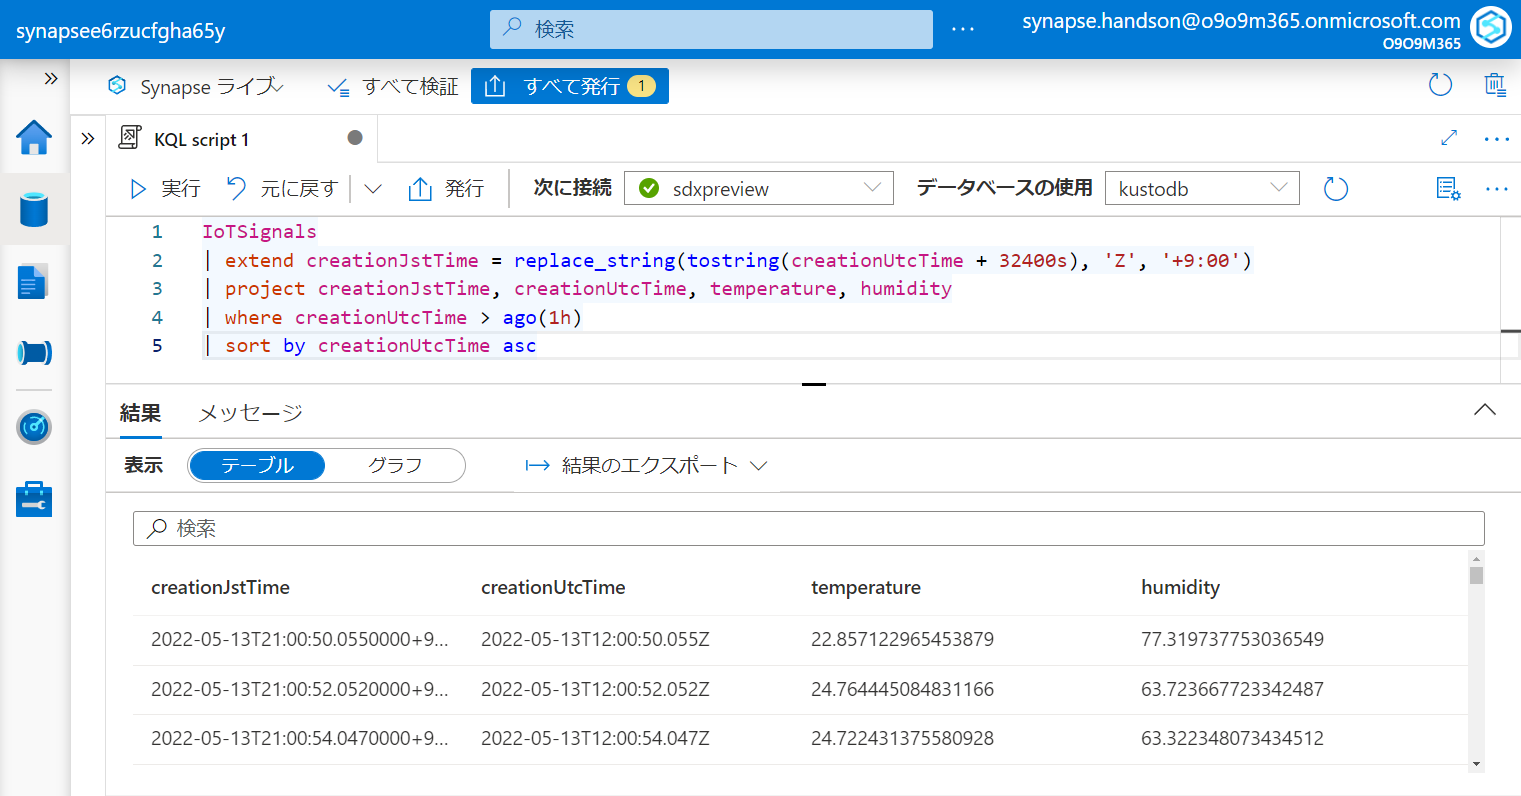 synapsee6rzucfgha65y
検索
synapse.handson@o9o9m365.onmicrosoft.com
O9O9M365
Synapse ライブ
すべて検証
すべて発行 1
KQL script 1
実行
元に戻す
発行
次に接続
sdxpreview
データベースの使用
kustodb
1 IoTSignals
2 | extend creationJstTime = replace_string(tostring(creationUtcTime + 32400s), 'Z', '+9:00')
3 | project creationJstTime, creationUtcTime, temperature, humidity
4 | where creationUtcTime > ago(1h)
5 | sort by creationUtcTime asc
結果 メッセージ
表示 テーブル グラフ 結果のエクスポート
検索
creationJstTime creationUtcTime temperature humidity
2022-05-13T21:00:50.0550000+9... 2022-05-13T12:00:50.055Z 22.857122965453879 77.319737753036549
2022-05-13T21:00:52.0520000+9... 2022-05-13T12:00:52.052Z 24.764445084831166 63.723667723342487
2022-05-13T21:00:54.0470000+9... 2022-05-13T12:00:54.047Z 24.722431375580928 63.322348073434512